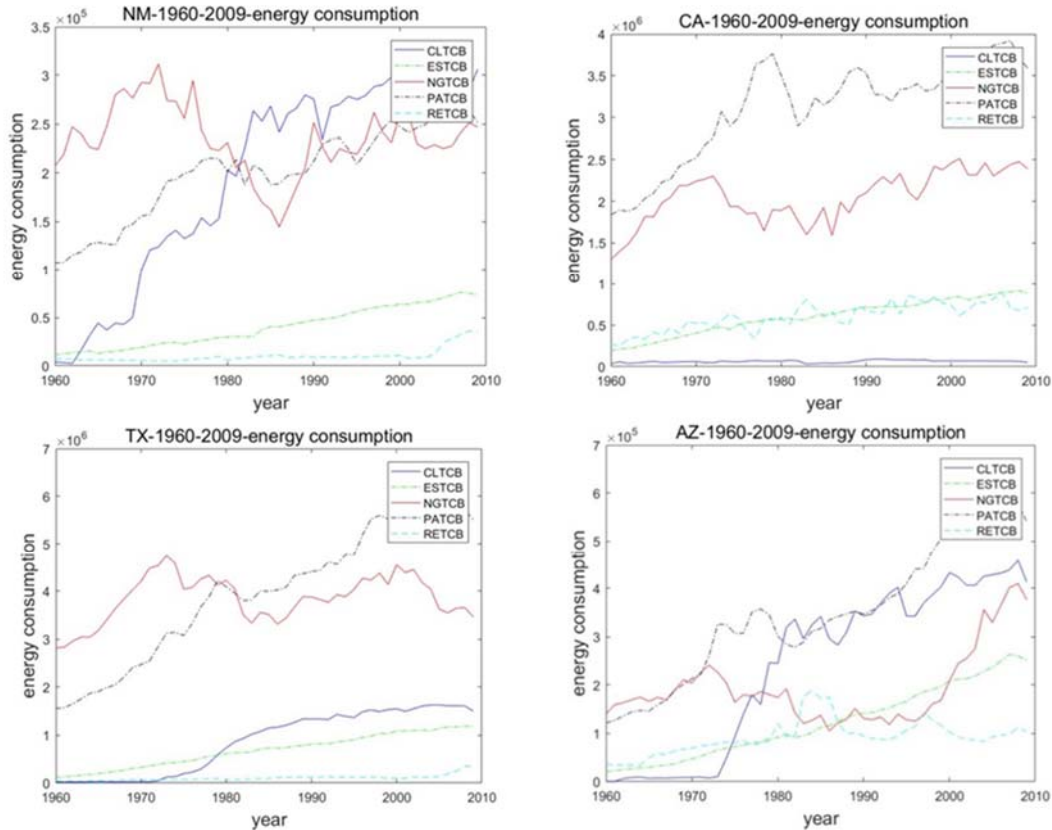 NM-1960-2009-energy consumption
×10^5
3.5
3
2.5
2
1.5
1
0.5
0
energy consumption
CLTCB
ESTCB
NGTCB
PATCB
RETCB
1960 1970 1980 1990 2000 2010
year
CA-1960-2009-energy consumption
×10^6
4
3.5
3
2.5
2
1.5
1
0.5
0
energy consumption
CLTCB
ESTCB
NGTCB
PATCB
RETCB
1960 1970 1980 1990 2000 2010
year
TX-1960-2009-energy consumption
×10^6
7
6
5
4
3
2
1
0
energy consumption
CLTCB
ESTCB
NGTCB
PATCB
RETCB
1960 1970 1980 1990 2000 2010
year
AZ-1960-2009-energy consumption
×10^5
7
6
5
4
3
2
1
0
energy consumption
CLTCB
ESTCB
NGTCB
PATCB
RETCB
1960 1970 1980 1990 2000 2010
year